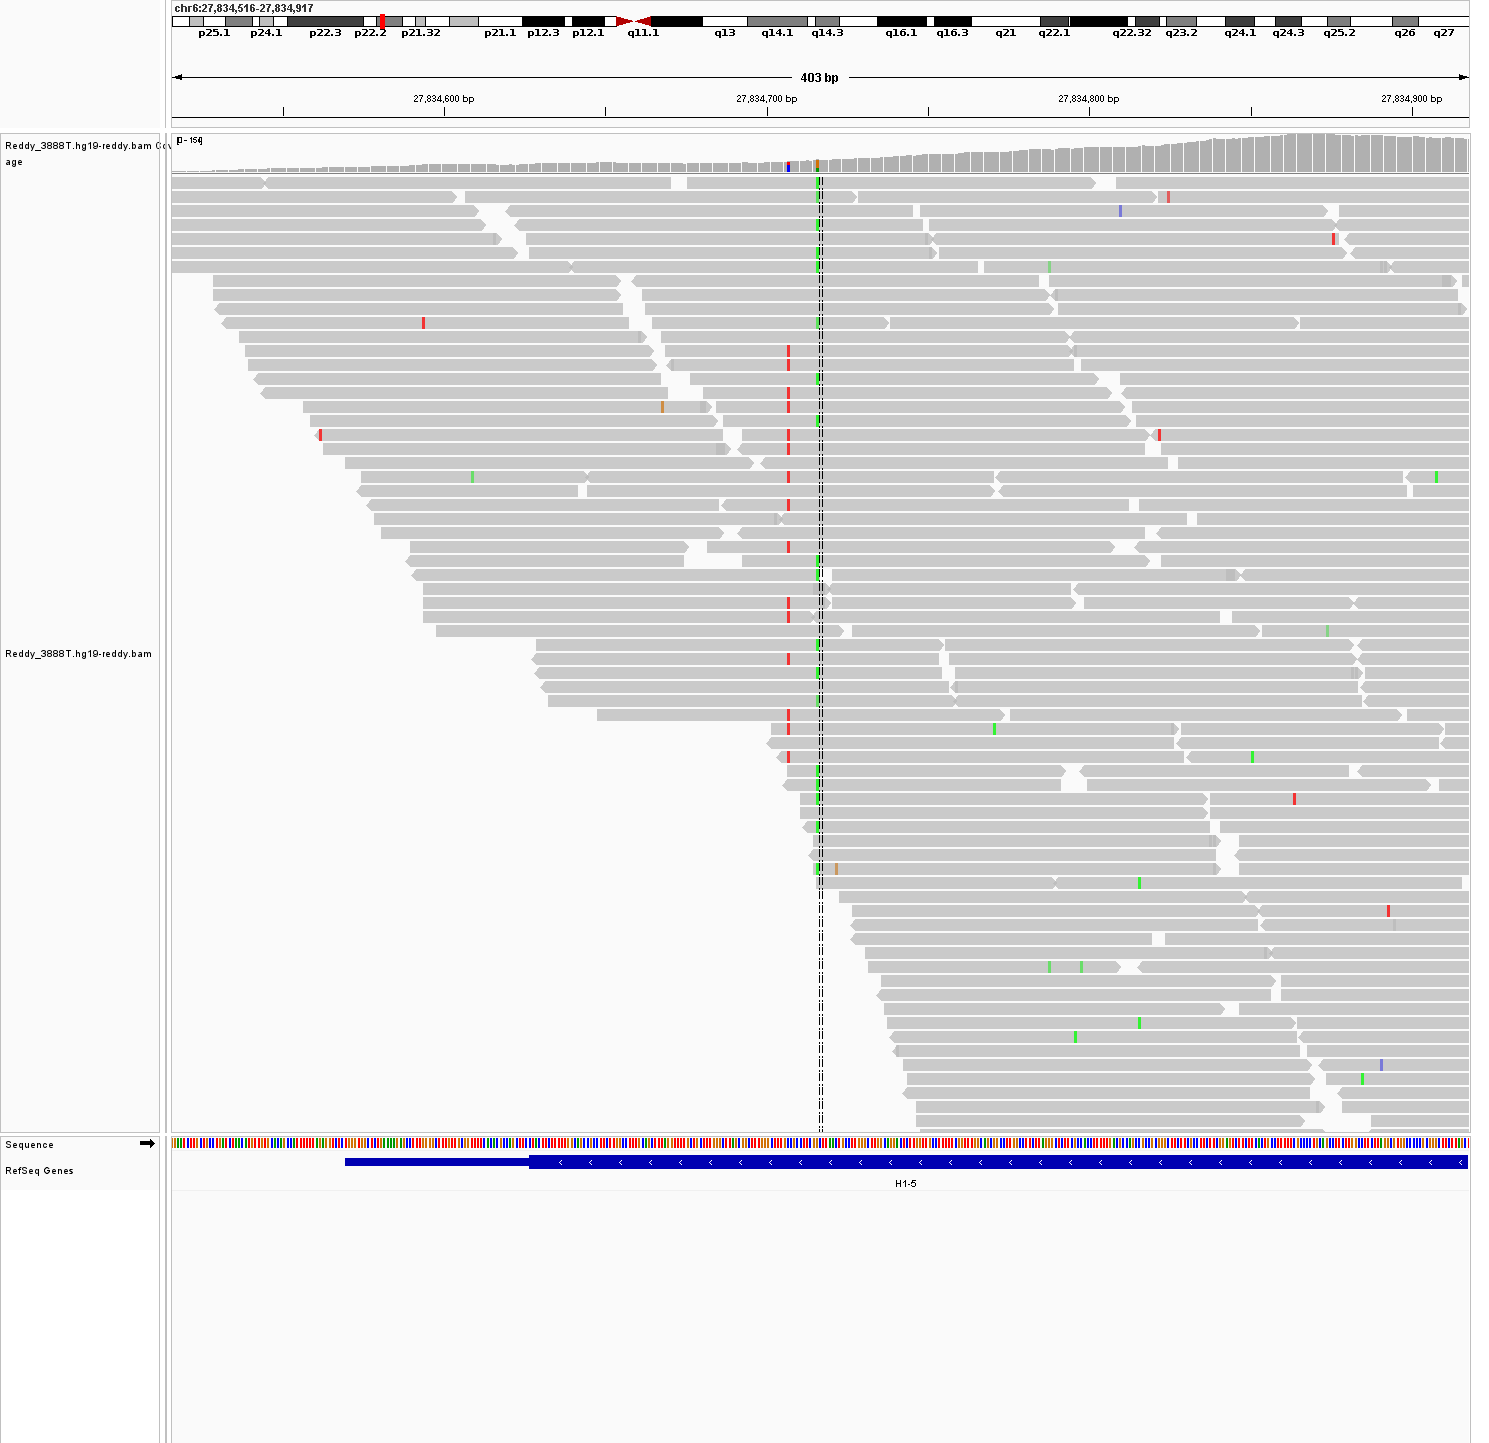 chr6:27,834,516-27,834,917
p25.1 p24.1 p22.3 p22.2 p21.32 p21.1 p12.3 p12.1 q11.1 q13 q14.1 q14.3 q16.1 q16.3 q21 q22.1 q22.32 q23.2 q24.1 q24.3 q25.2 q26 q27
403 bp
27,834,600 bp 27,834,700 bp 27,834,800 bp 27,834,900 bp
Reddy_3888T.hg19-reddy.bam Cov
age
[0 - 154]
Reddy_3888T.hg19-reddy.bam
Sequence
RefSeq Genes
H1-5